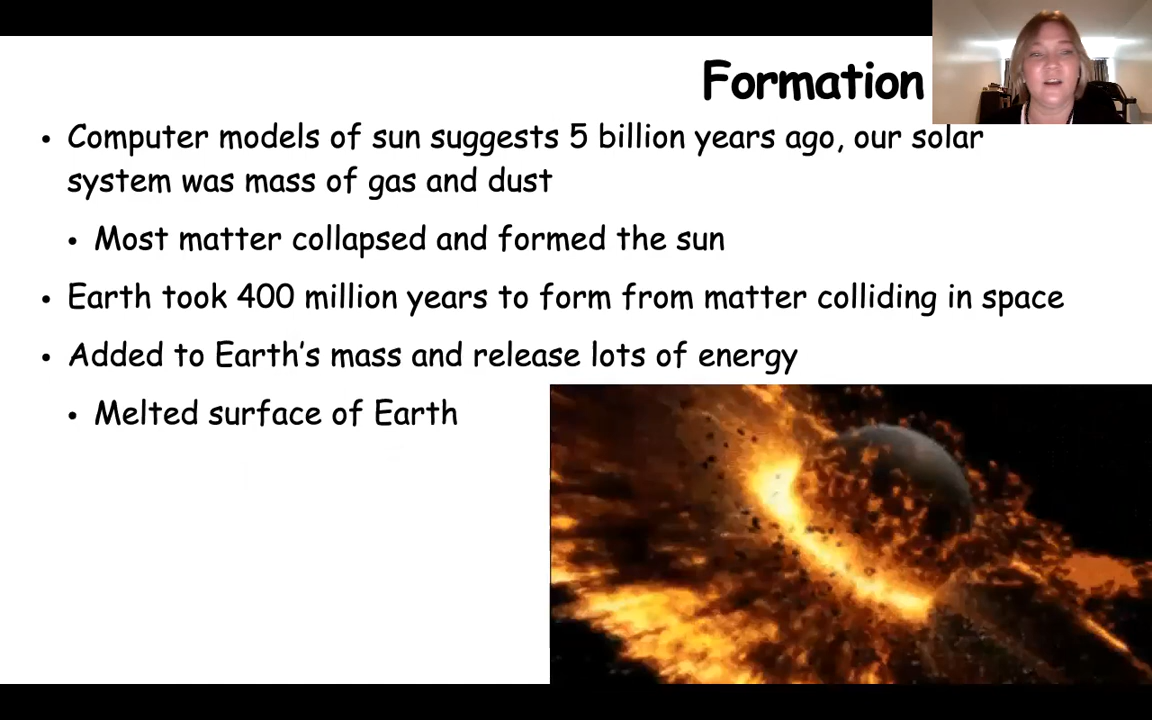 Formation
• Computer models of sun suggests 5 billion years ago, our solar
system was mass of gas and dust
• Most matter collapsed and formed the sun
• Earth took 400 million years to form from matter colliding in space
• Added to Earth's mass and release lots of energy
• Melted surface of Earth